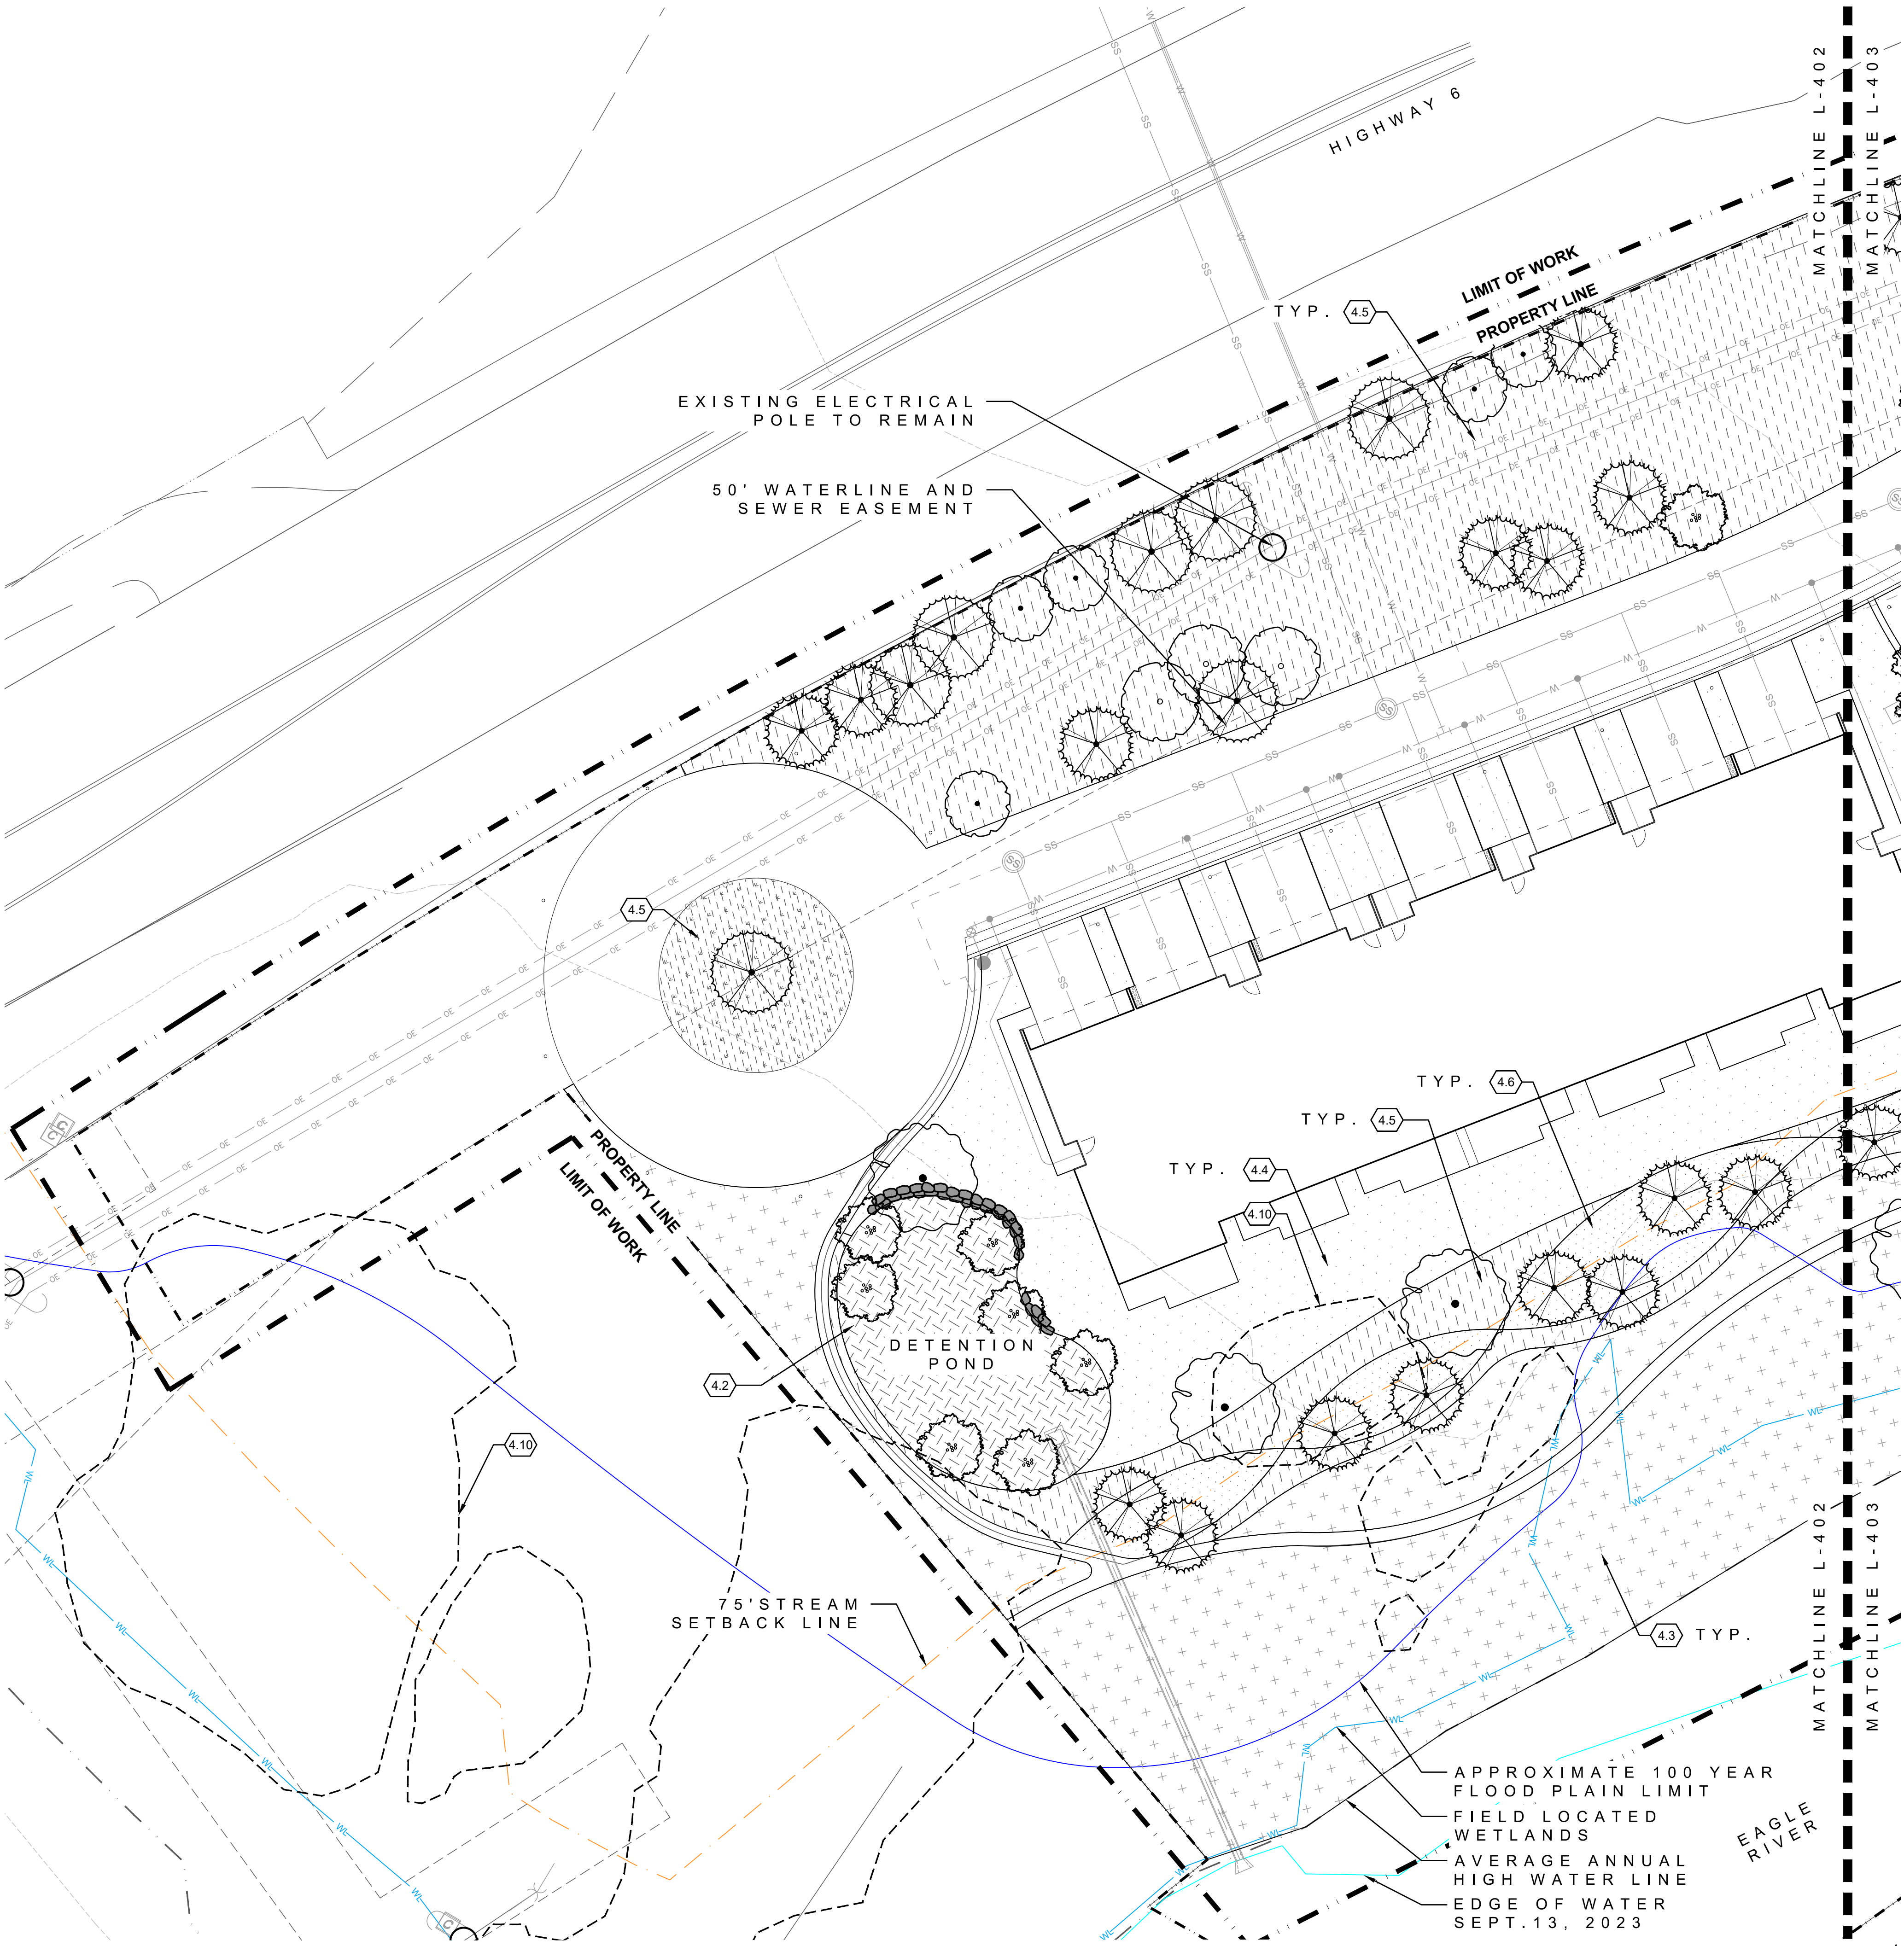 MATCHLINE L-402
MATCHLINE L-403
HIGHWAY 6
LIMIT OF WORK
PROPERTY LINE
TYP. 4.5
EXISTING ELECTRICAL
POLE TO REMAIN
50' WATERLINE AND
SEWER EASEMENT
4.5
TYP. 4.6
TYP. 4.5
TYP. 4.4
4.10
PROPERTY LINE
LIMIT OF WORK
DETENTION
POND
4.2
4.10
75'STREAM
SETBACK LINE
4.3 TYP.
MATCHLINE L-402
MATCHLINE L-403
APPROXIMATE 100 YEAR
FLOOD PLAIN LIMIT
FIELD LOCATED
WETLANDS
AVERAGE ANNUAL
HIGH WATER LINE
EDGE OF WATER
SEPT.13, 2023
EAGLE
RIVER